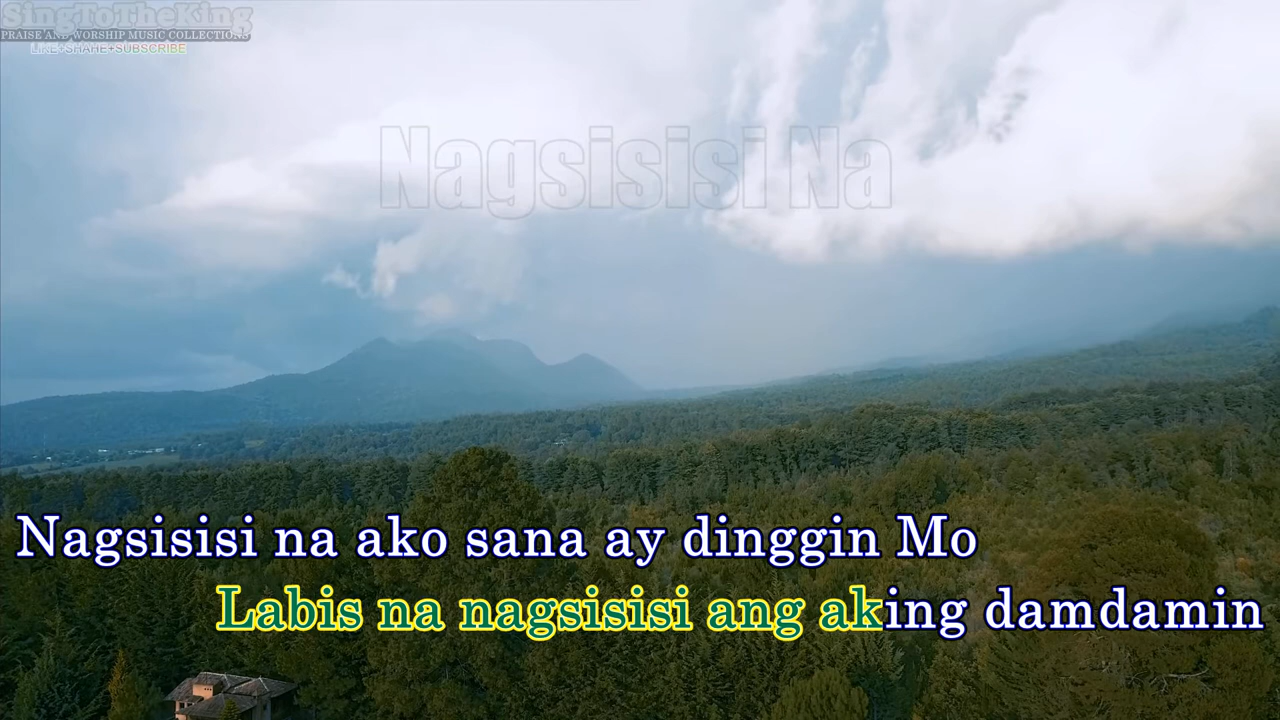 SingToTheKing
PRAISE AND WORSHIP MUSIC COLLECTIONS
LIKE+SHARE+SUBSCRIBE
Nagsisisi Na
Nagsisisi na ako sana ay dinggin Mo
Labis na nagsisisi ang aking damdamin